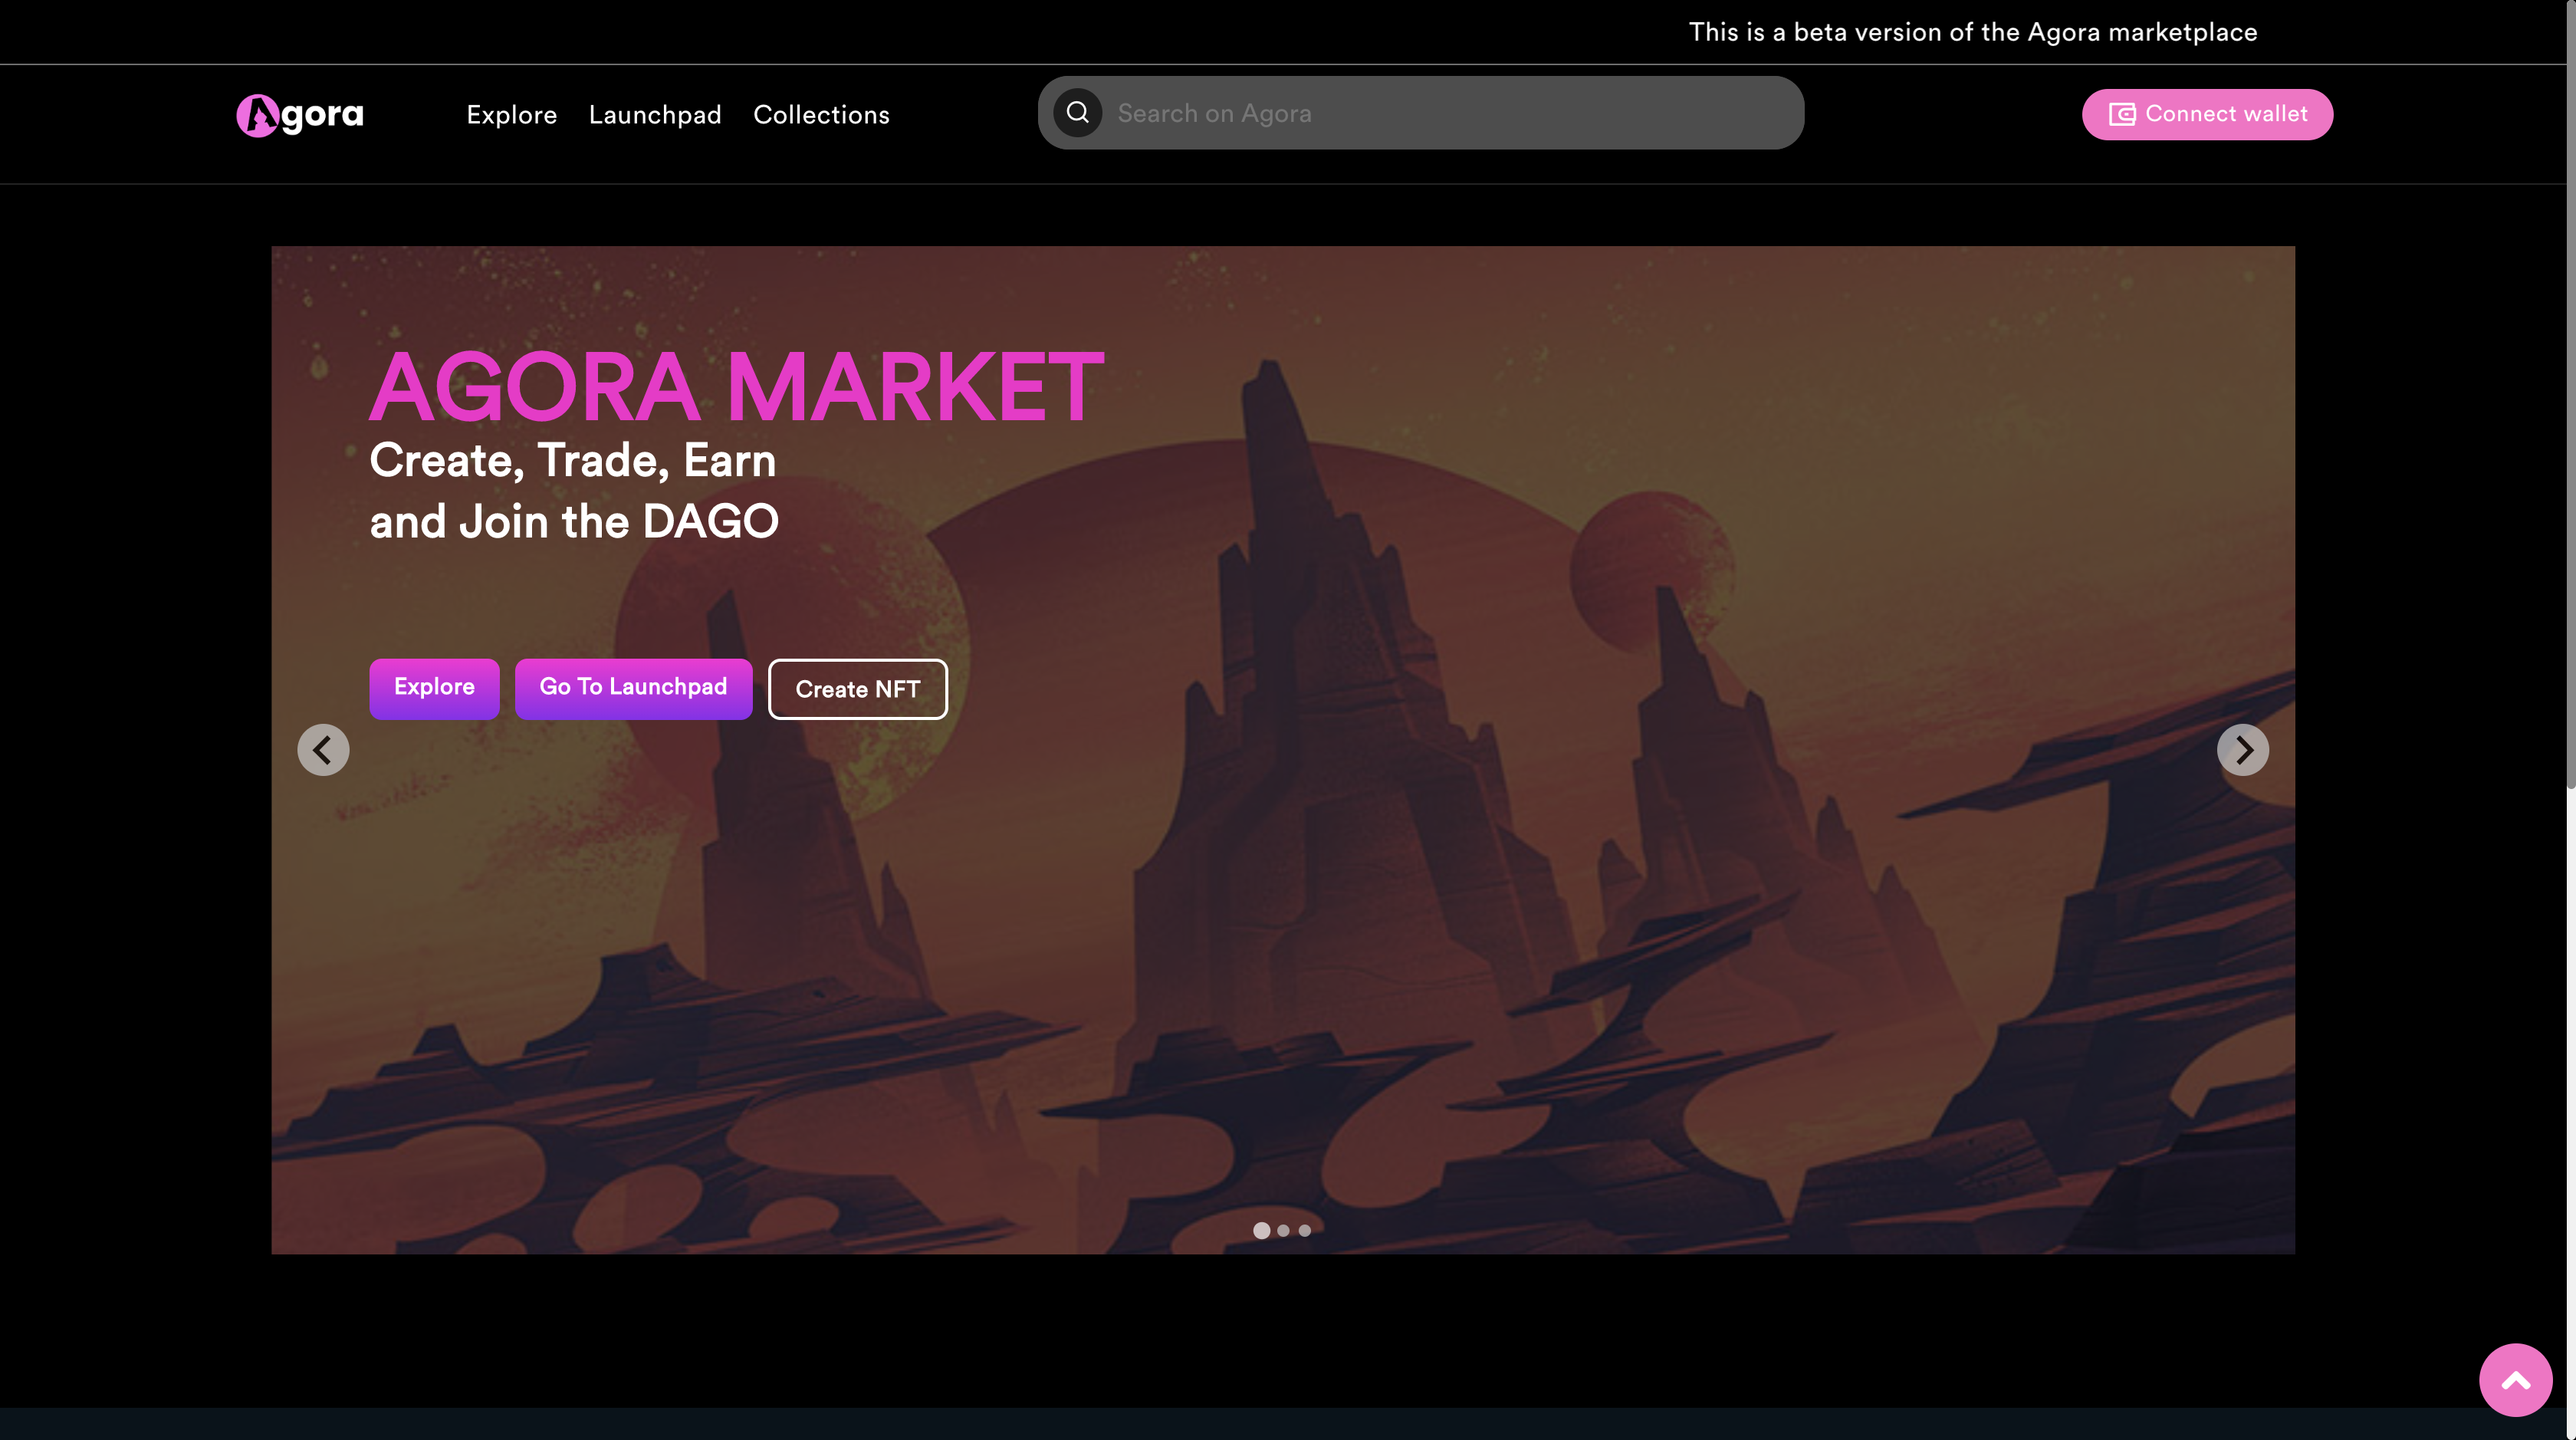 This is a beta version of the Agora marketplace
Agora
Explore
Launchpad
Collections
Search on Agora
Connect wallet
AGORA MARKET
Create, Trade, Earn
and Join the DAGO
Explore
Go To Launchpad
Create NFT